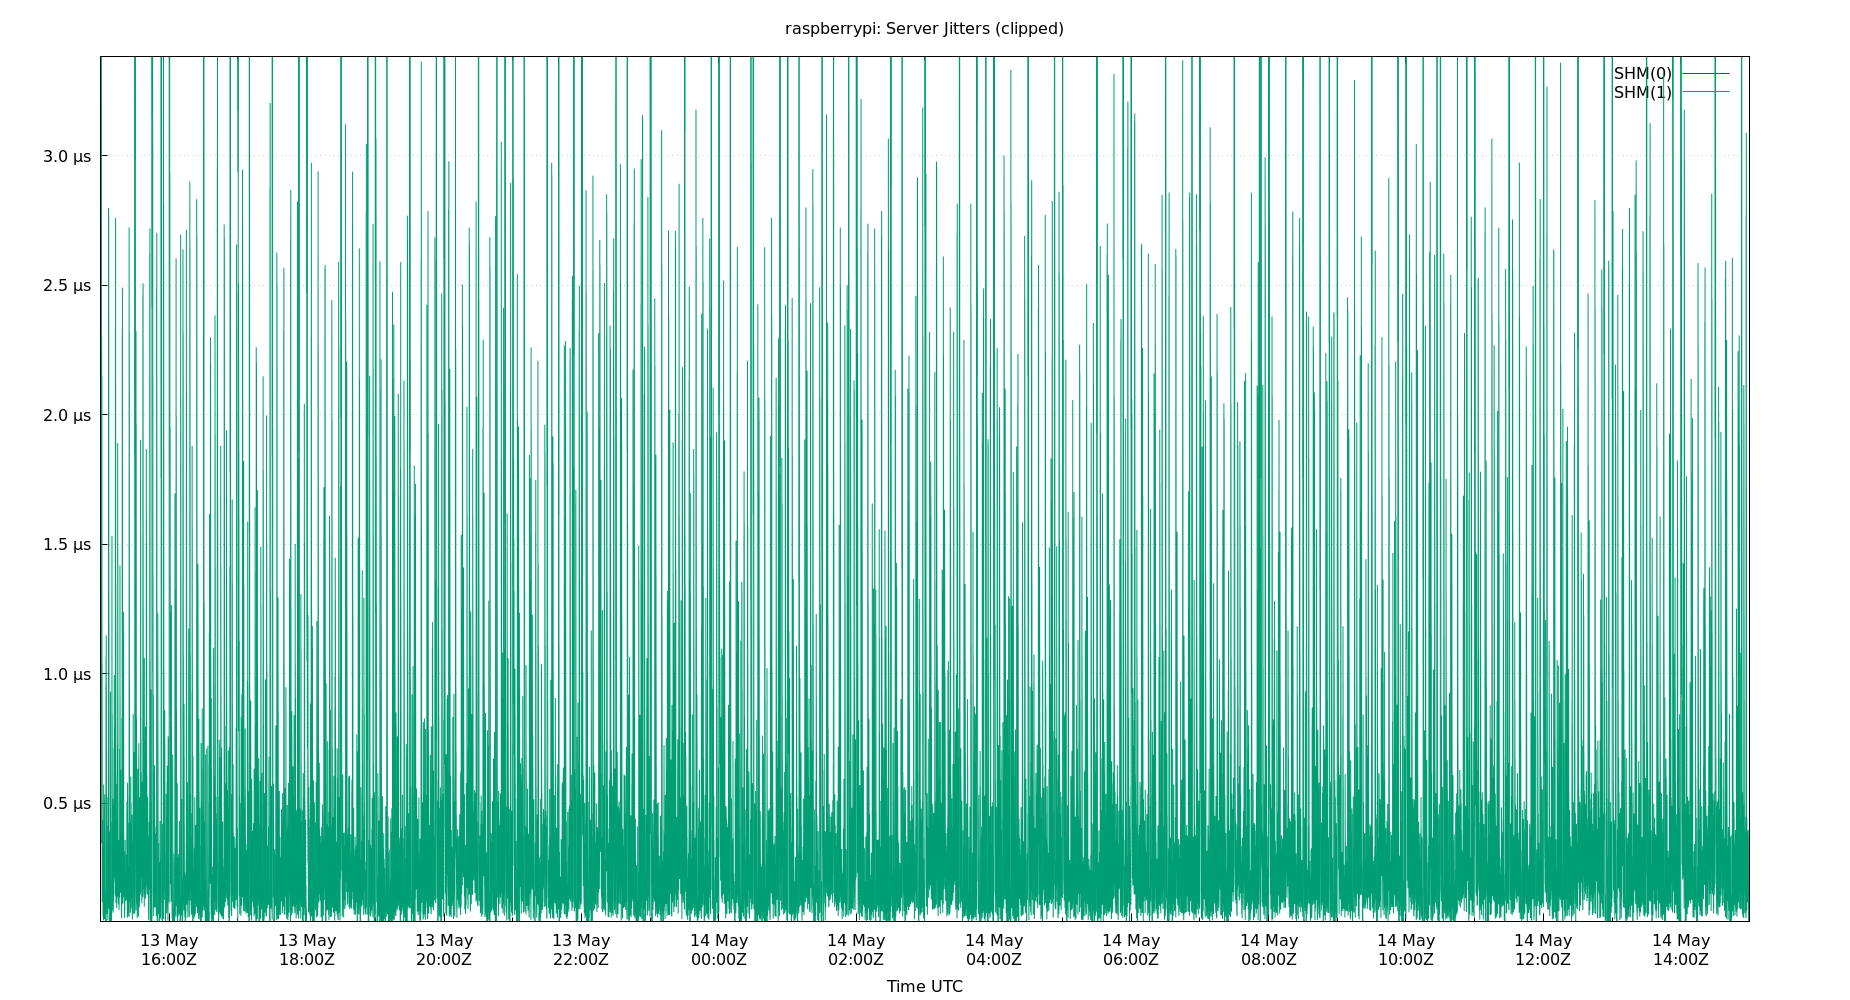 raspberrypi: Server Jitters (clipped)
SHM(0)
SHM(1)
3.0 µs
2.5 µs
2.0 µs
1.5 µs
1.0 µs
0.5 µs
13 May 13 May 13 May 13 May 14 May 14 May 14 May 14 May 14 May 14 May 14 May 14 May
16:00Z 18:00Z 20:00Z 22:00Z 00:00Z 02:00Z 04:00Z 06:00Z 08:00Z 10:00Z 12:00Z 14:00Z
Time UTC